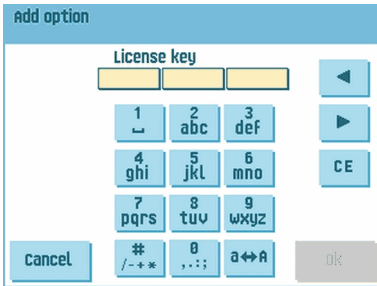 Add option
License key
◄
1 2 3
␣ abc def
►
4 5 6
ghi jkl mno
CE
7 8 9
pqrs tuv wxyz
# 0
/-+* ,.:; a↔A
Cancel
Ok